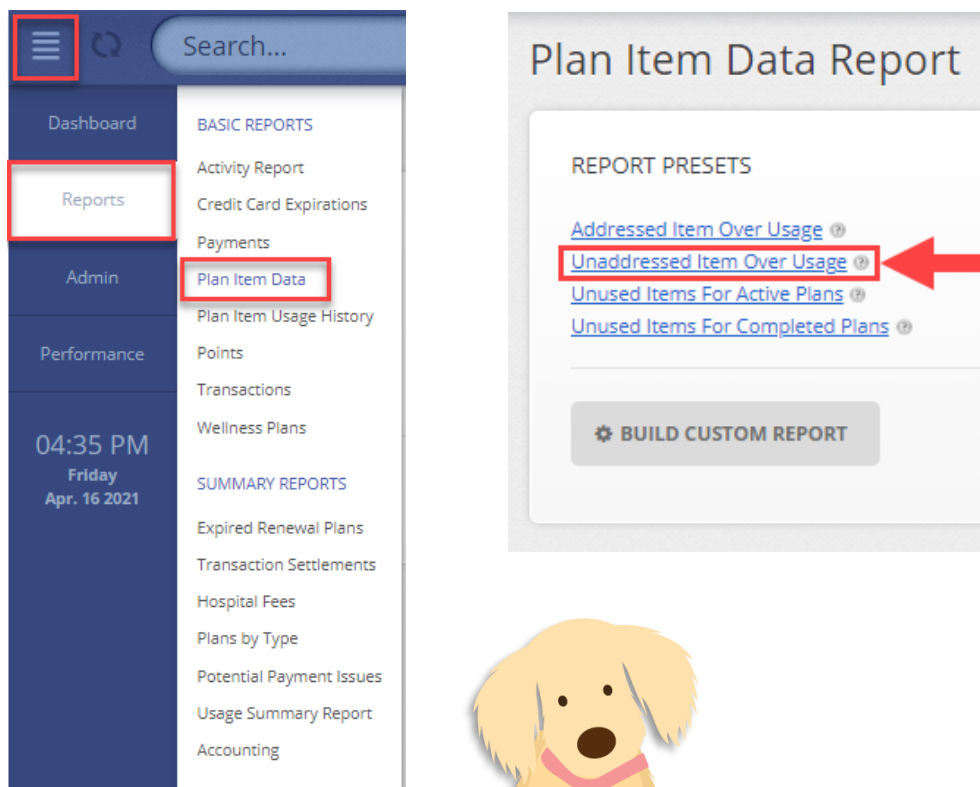 Search...
Dashboard
Reports
Admin
Performance
04:35 PM
Friday
Apr. 16 2021
BASIC REPORTS
Activity Report
Credit Card Expirations
Payments
Plan Item Data
Plan Item Usage History
Points
Transactions
Wellness Plans
SUMMARY REPORTS
Expired Renewal Plans
Transaction Settlements
Hospital Fees
Plans by Type
Potential Payment Issues
Usage Summary Report
Accounting
Plan Item Data Report
REPORT PRESETS
Addressed Item Over Usage ?
Unaddressed Item Over Usage ?
Unused Items For Active Plans ?
Unused Items For Completed Plans ?
BUILD CUSTOM REPORT